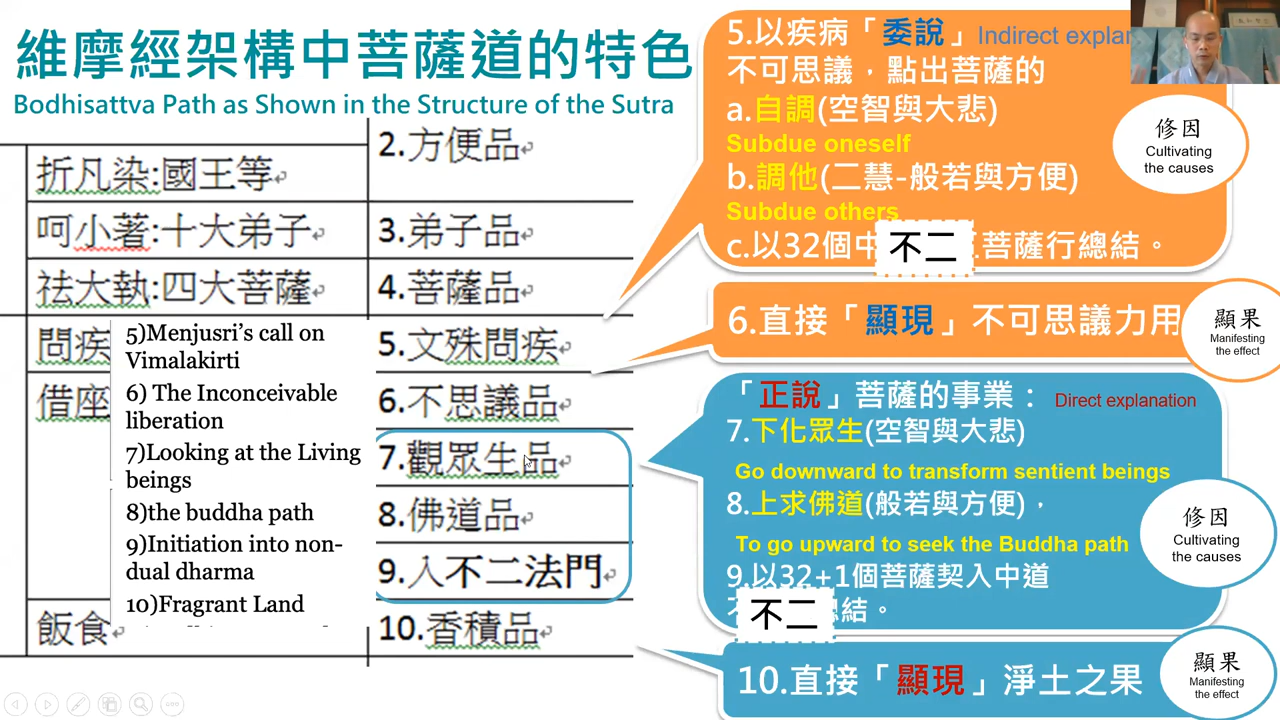 維摩經架構中菩薩道的特色
Bodhisattva Path as Shown in the Structure of the Sutra
折凡染:國王等
2.方便品
呵小著:十大弟子
3.弟子品
祛大執:四大菩薩
4.菩薩品
問疾
5)Menjusri’s call on
Vimalakirti
5.文殊問疾
借座
6) The Inconceivable
liberation
6.不思議品
7)Looking at the Living
beings
7.觀眾生品
8)the buddha path
8.佛道品
9)Initiation into non-
dual dharma
9.入不二法門
10)Fragrant Land
飯食
10.香積品
5.以疾病「委說」Indirect
不可思議，點出菩薩的
a.自調(空智與大悲)
Subdue oneself
b.調他(二慧-般若與方便)
Subdue others
c.以32個中
不二
菩薩行總結。
修因
Cultivating
the causes
6.直接「顯現」不可思議力用
顯果
Manifesting
the effect
「正說」菩薩的事業：
Direct explanation
7.下化眾生(空智與大悲)
Go downward to transform sentient beings
8.上求佛道(般若與方便)，
To go upward to seek the Buddha path
9.以32+1個菩薩契入中道
不二
結。
修因
Cultivating
the causes
10.直接「顯現」淨土之果
顯果
Manifesting
the effect